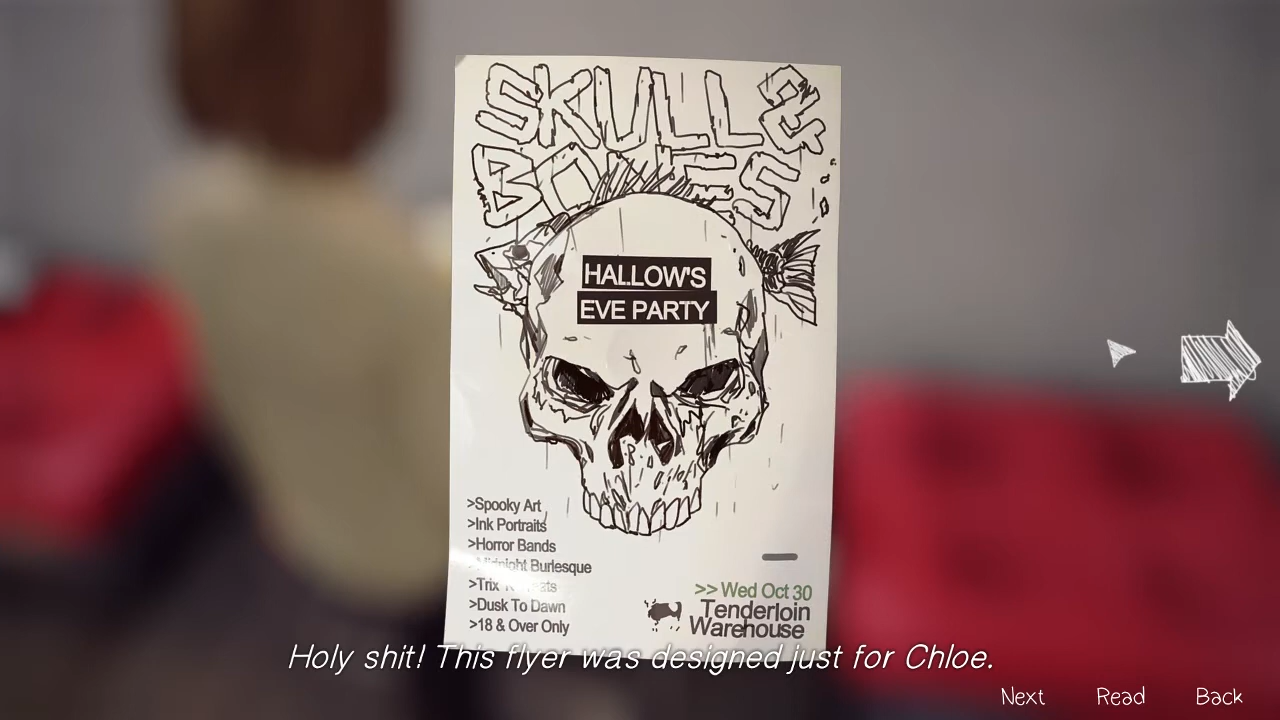 SKULL &
BONES
HALLOW'S
EVE PARTY
>Spooky Art
>Ink Portraits
>Horror Bands
>Midnight Burlesque
>Trix
>Dusk To Dawn
>18 & Over Only
>> Wed Oct 30
Tenderloin
Warehouse
Holy shit! This flyer was designed just for Chloe.
Next Read Back